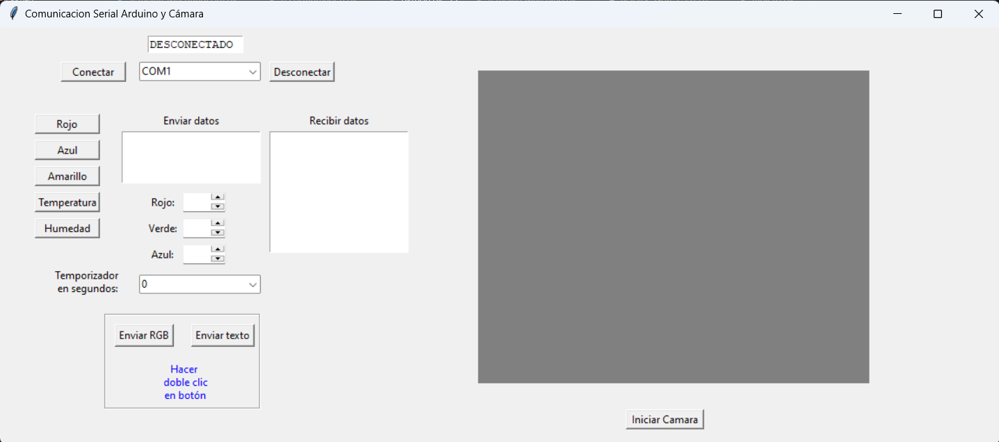 Comunicacion Serial Arduino y Cámara
DESCONECTADO
Conectar
COM1
Desconectar
Rojo
Azul
Amarillo
Temperatura
Humedad
Enviar datos
Recibir datos
Rojo:
Verde:
Azul:
Temporizador
en segundos:
0
Enviar RGB
Enviar texto
Hacer
doble clic
en botón
Iniciar Camara